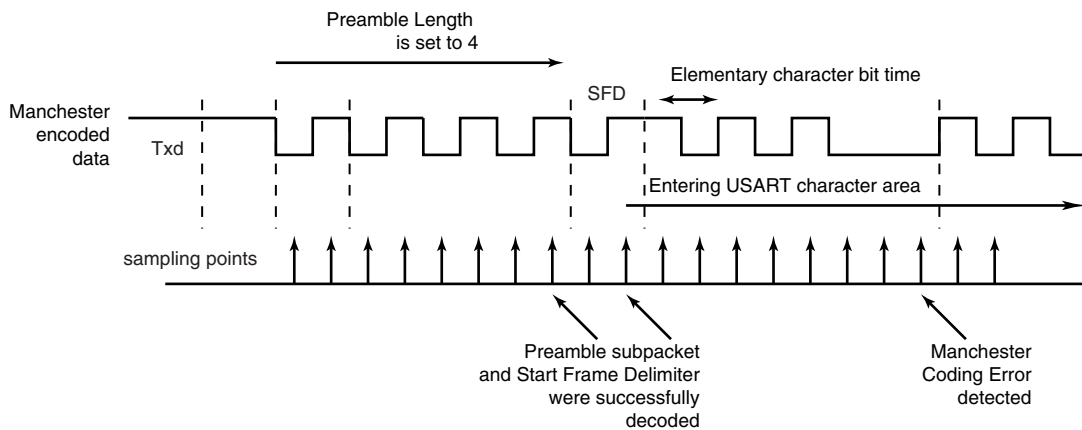 Preamble Length
is set to 4
Elementary character bit time
SFD
Manchester
encoded
data
Txd
Entering USART character area
sampling points
Preamble subpacket
and Start Frame Delimiter
were successfully
decoded
Manchester
Coding Error
detected